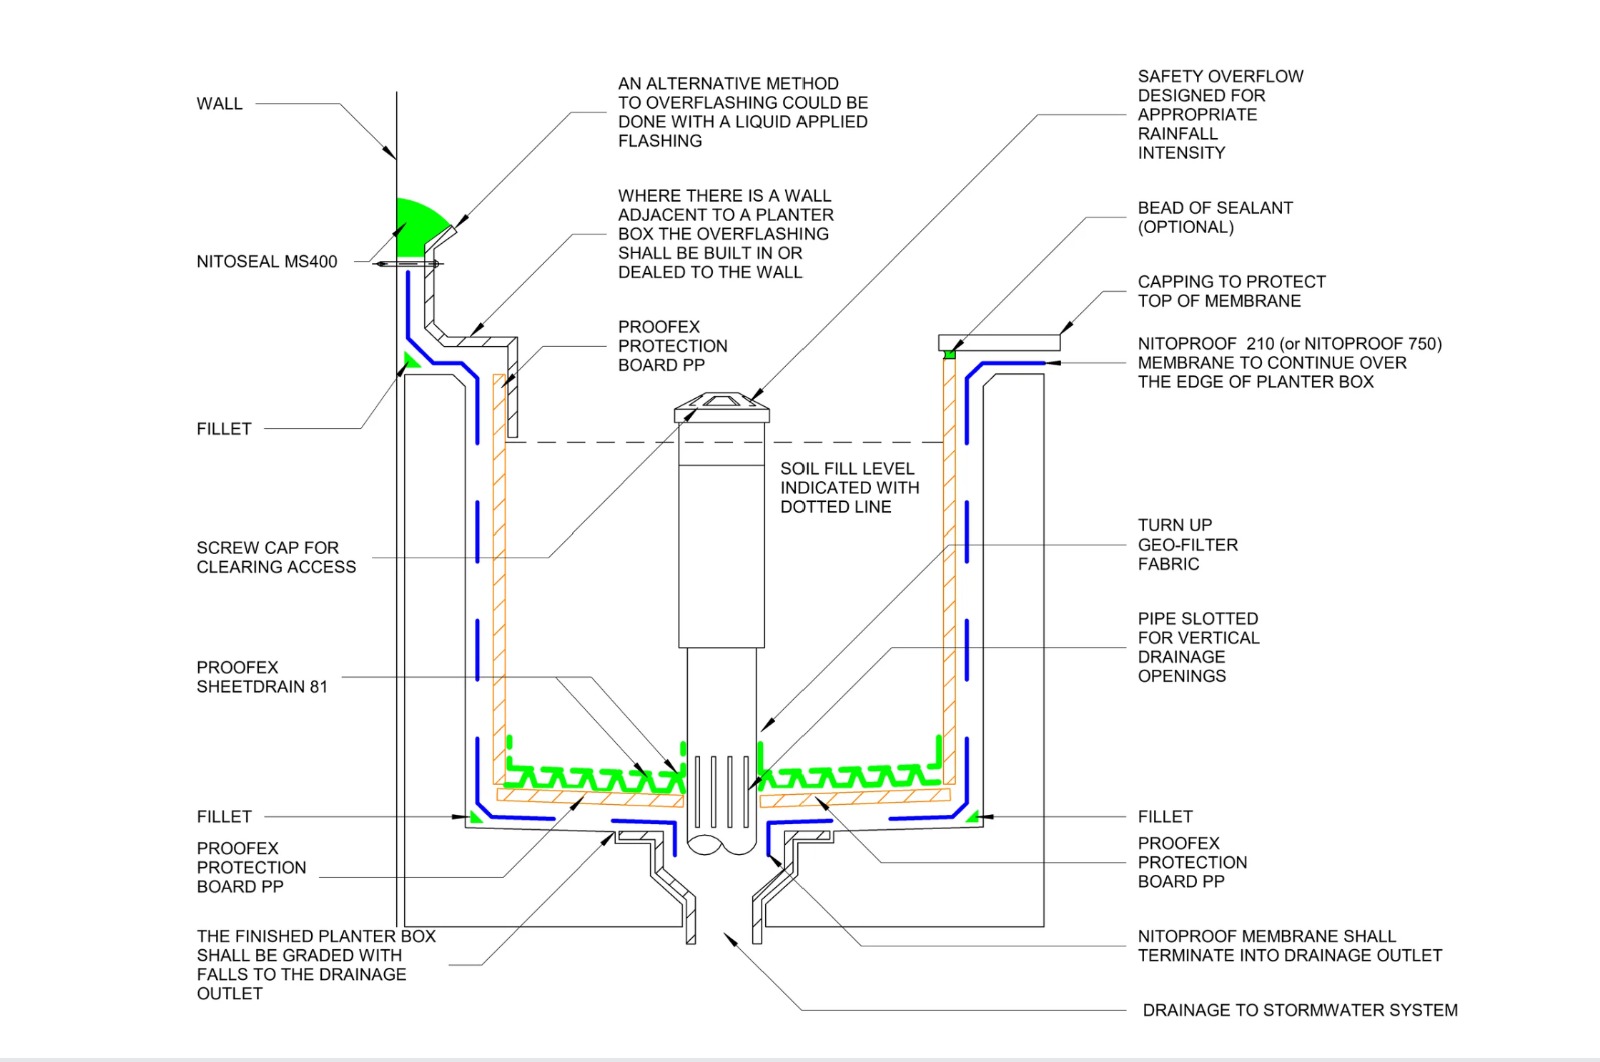 WALL
NITOSEAL MS400
FILLET
SCREW CAP FOR
CLEARING ACCESS
PROOFEX
SHEETDRAIN 81
FILLET
PROOFEX
PROTECTION
BOARD PP
THE FINISHED PLANTER BOX
SHALL BE GRADED WITH
FALLS TO THE DRAINAGE
OUTLET
AN ALTERNATIVE METHOD
TO OVERFLASHING COULD BE
DONE WITH A LIQUID APPLIED
FLASHING
WHERE THERE IS A WALL
ADJACENT TO A PLANTER
BOX THE OVERFLASHING
SHALL BE BUILT IN OR
DEALED TO THE WALL
PROOFEX
PROTECTION
BOARD PP
SOIL FILL LEVEL
INDICATED WITH
DOTTED LINE
SAFETY OVERFLOW
DESIGNED FOR
APPROPRIATE
RAINFALL
INTENSITY
BEAD OF SEALANT
(OPTIONAL)
CAPPING TO PROTECT
TOP OF MEMBRANE
NITOPROOF 210 (or NITOPROOF 750)
MEMBRANE TO CONTINUE OVER
THE EDGE OF PLANTER BOX
TURN UP
GEO-FILTER
FABRIC
PIPE SLOTTED
FOR VERTICAL
DRAINAGE
OPENINGS
FILLET
PROOFEX
PROTECTION
BOARD PP
NITOPROOF MEMBRANE SHALL
TERMINATE INTO DRAINAGE OUTLET
DRAINAGE TO STORMWATER SYSTEM